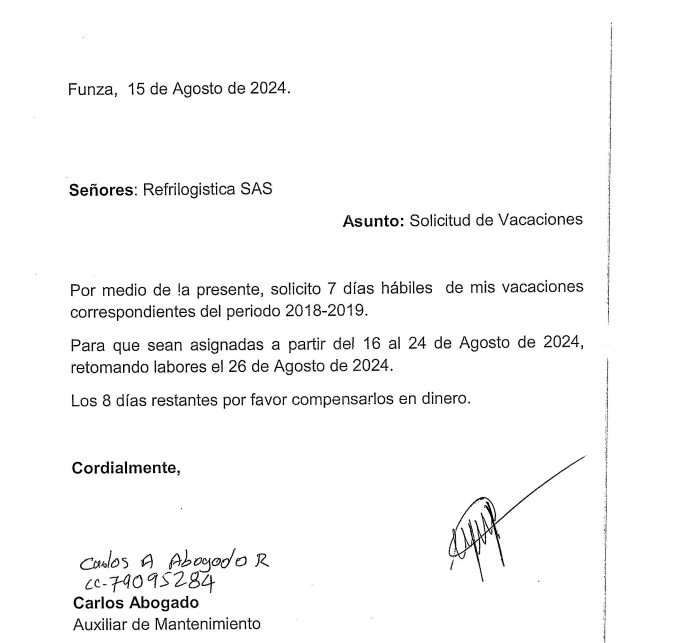 Funza, 15 de Agosto de 2024.
Señores: Refrilogistica SAS
Asunto: Solicitud de Vacaciones
Por medio de la presente, solicito 7 días hábiles de mis vacaciones
correspondientes del periodo 2018-2019.
Para que sean asignadas a partir del 16 al 24 de Agosto de 2024,
retomando labores el 26 de Agosto de 2024.
Los 8 días restantes por favor compensarlos en dinero.
Cordialmente,
Carlos A Abogado R
cc-79095284
Carlos Abogado
Auxiliar de Mantenimiento